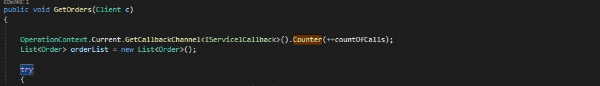 public void GetOrders(Client c)
{
OperationContext.Current.GetCallbackChannel<IService1Callback>().Counter(++countOfCalls);
List<Order> orderList = new List<Order>();
try
{